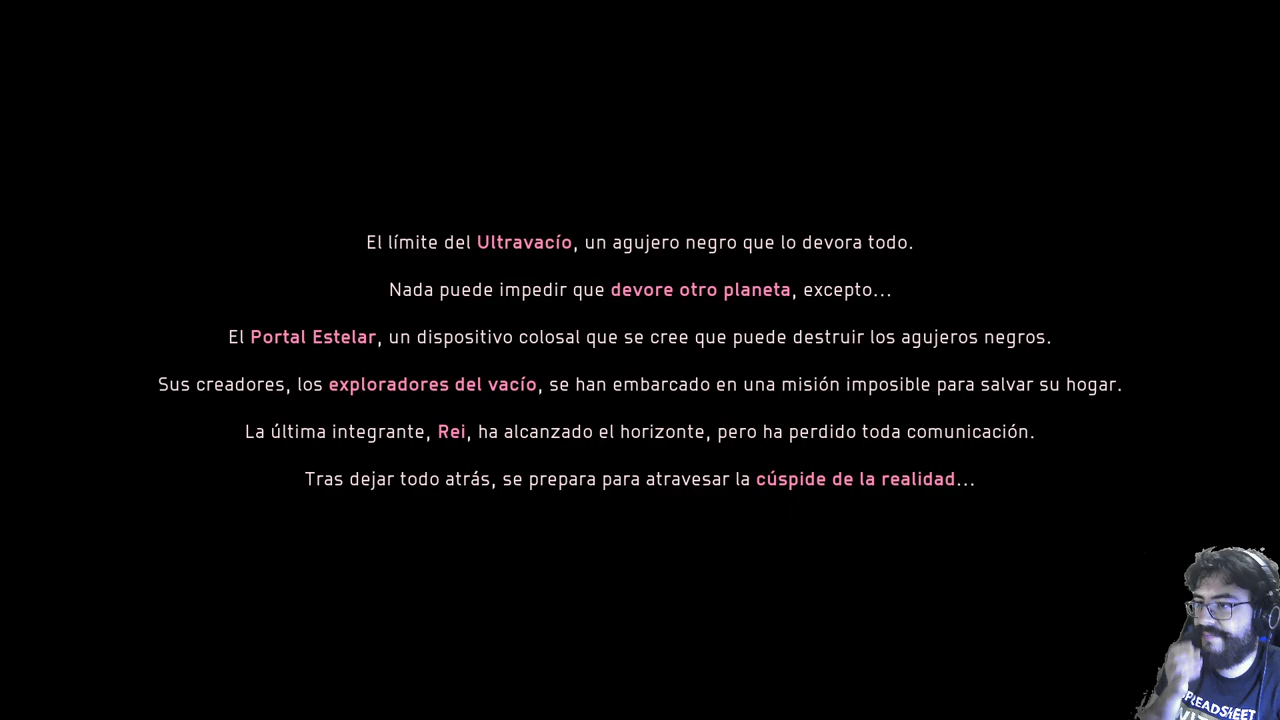 El límite del Ultravacío, un agujero negro que lo devora todo.
Nada puede impedir que devore otro planeta, excepto...
El Portal Estelar, un dispositivo colosal que se cree que puede destruir los agujeros negros.
Sus creadores, los exploradores del vacío, se han embarcado en una misión imposible para salvar su hogar.
La última integrante, Rei, ha alcanzado el horizonte, pero ha perdido toda comunicación.
Tras dejar todo atrás, se prepara para atravesar la cúspide de la realidad...
SPREADSHEET